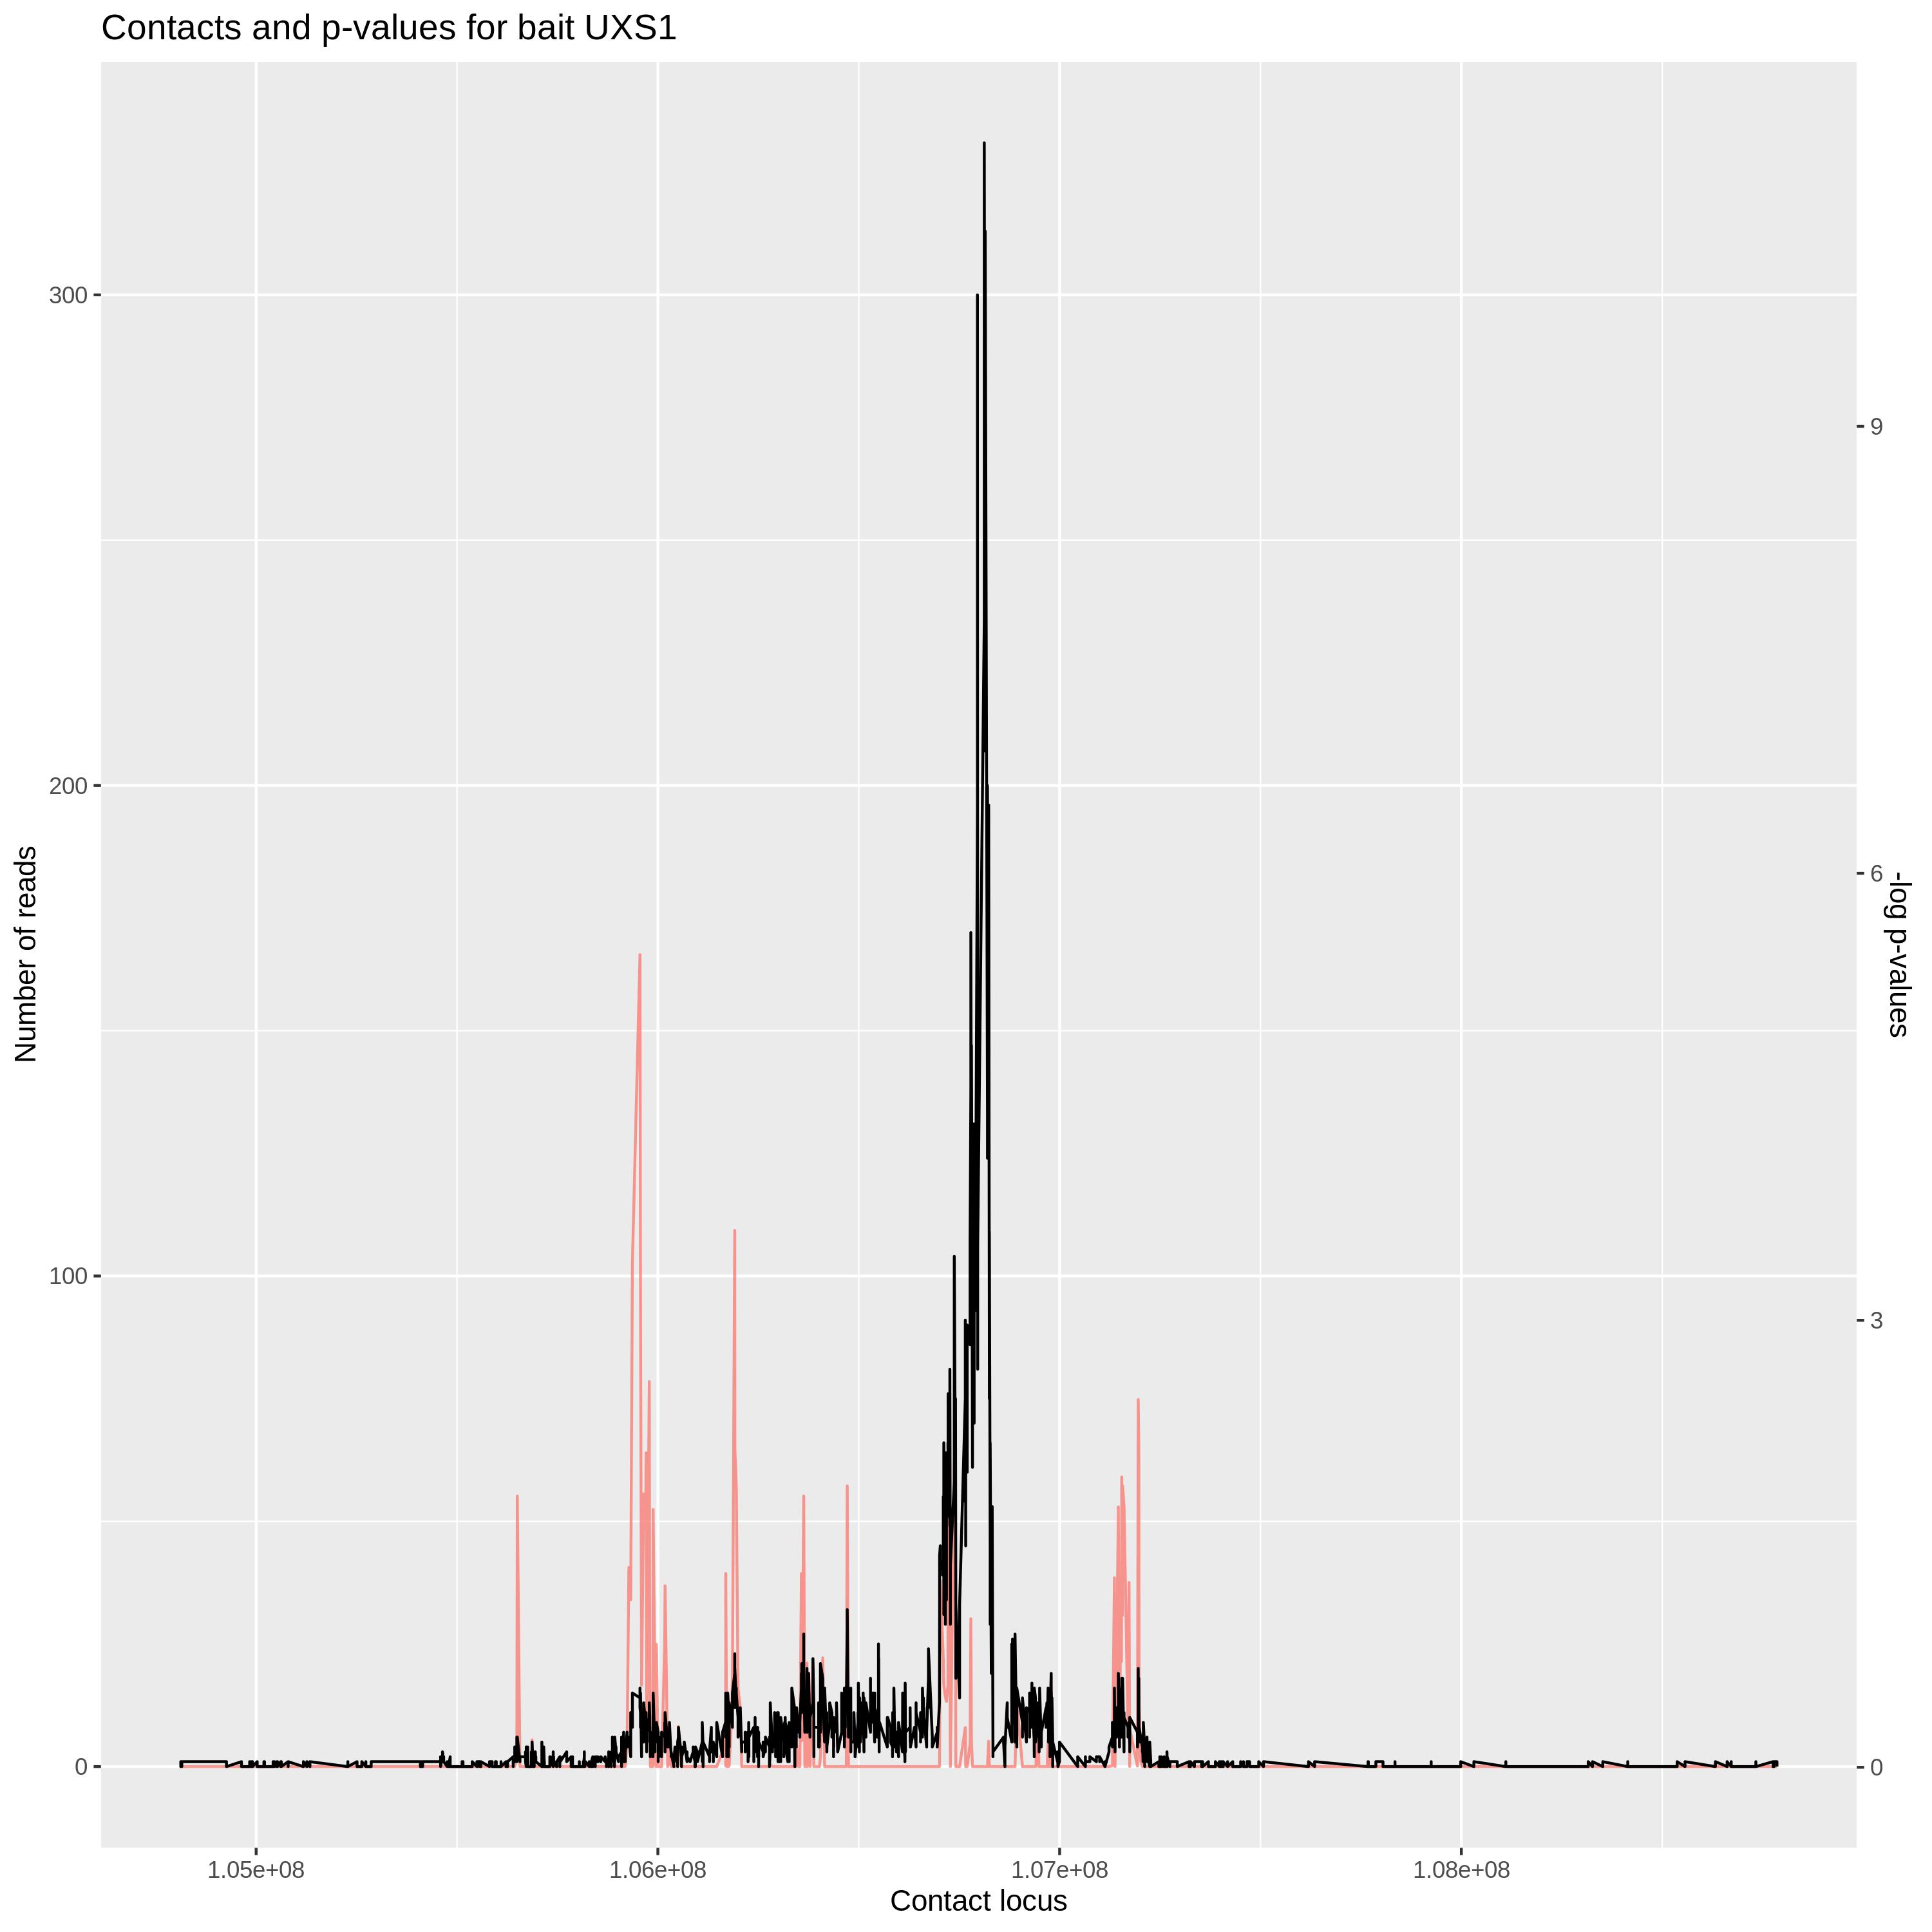 Contacts and p-values for bait UXS1
300
200
100
0
9
6
3
0
Number of reads
-log p-values
1.05e+08
1.06e+08
1.07e+08
1.08e+08
Contact locus